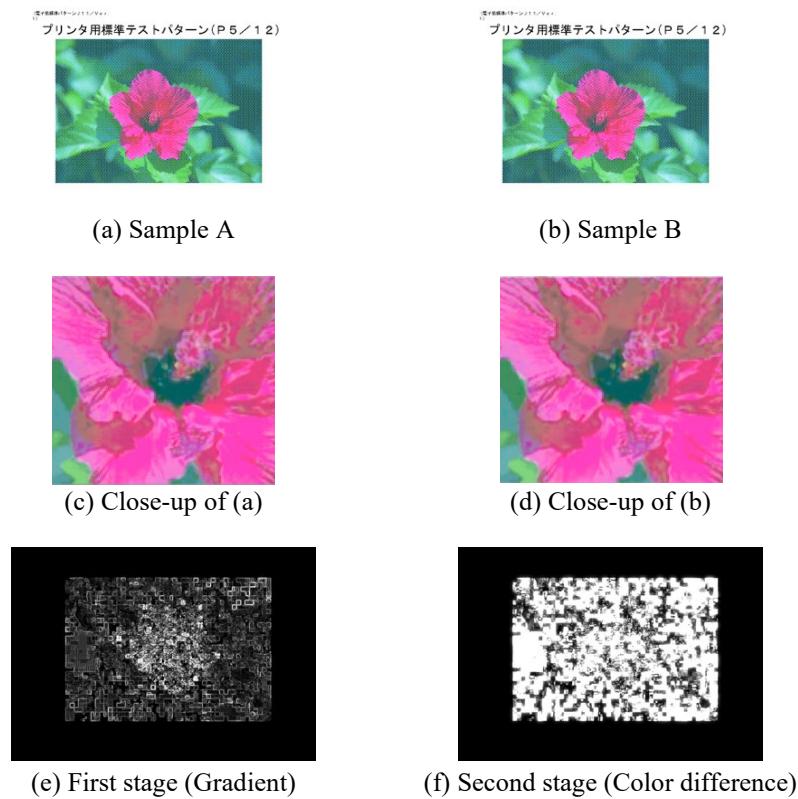 プリンタ用標準テストパターン(P5/12)
プリンタ用標準テストパターン(P5/12)
(a) Sample A
(b) Sample B
(c) Close-up of (a)
(d) Close-up of (b)
(e) First stage (Gradient)
(f) Second stage (Color difference)